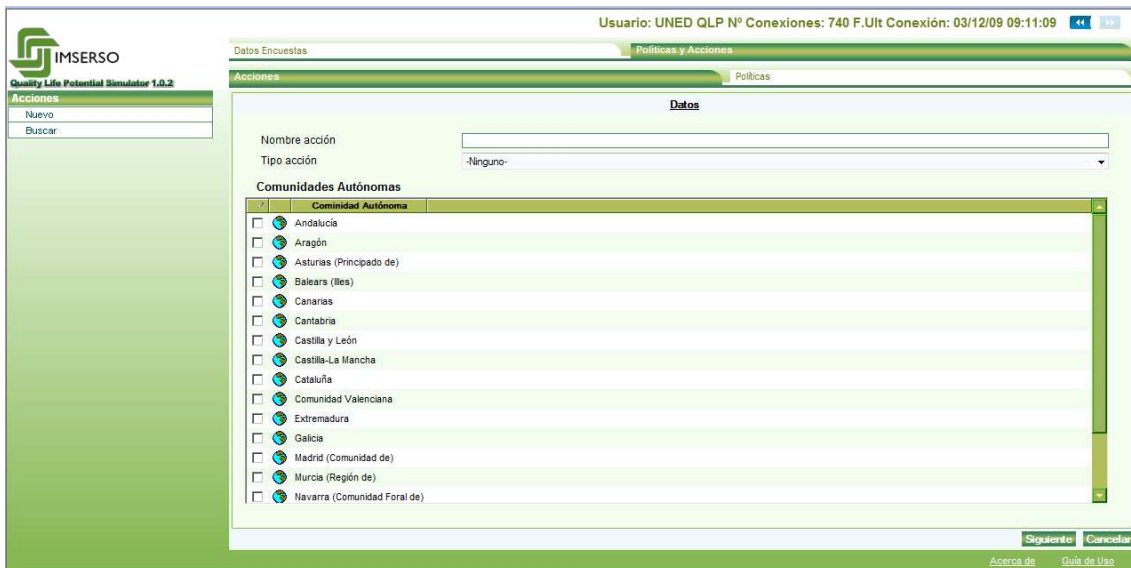 Usuario: UNED QLP Nº Conexiones: 740 F.Ult Conexión: 03/12/09 09:11:09
IMSERSO
Quality Life Potential Simulator 1.0.2
Datos Encuestas
Políticas y Acciones
Acciones
Políticas
Acciones
Nuevo
Buscar
Datos
Nombre acción
Tipo acción
-Ninguno-
Comunidades Autónomas
Cominidad Autónoma
Andalucía
Aragón
Asturias (Principado de)
Balears (Illes)
Canarias
Cantabria
Castilla y León
Castilla-La Mancha
Cataluña
Comunidad Valenciana
Extremadura
Galicia
Madrid (Comunidad de)
Murcia (Región de)
Navarra (Comunidad Foral de)
Siguiente Cancelar
Acerca de Guía de Uso